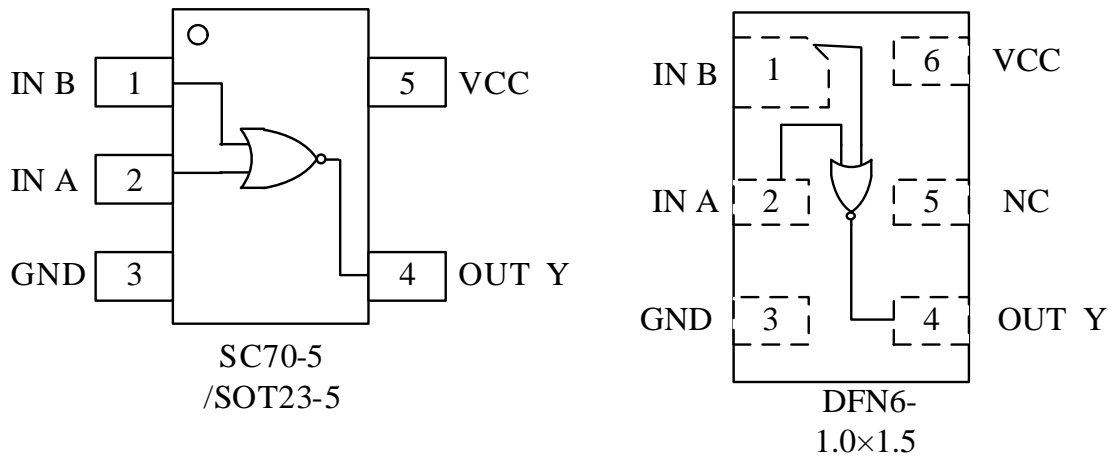 IN B 1 5 VCC
IN A 2
GND 3 4 OUT Y
SC70-5
/SOT23-5
IN B 1 6 VCC
IN A 2 5 NC
GND 3 4 OUT Y
DFN6-
1.0×1.5